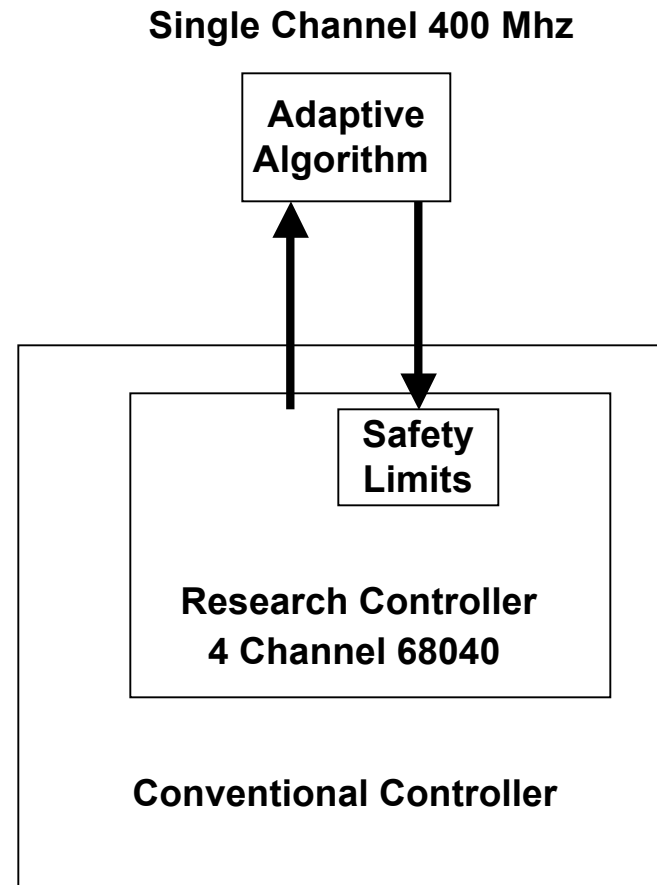 Single Channel 400 Mhz
Adaptive
Algorithm
Safety
Limits
Research Controller
4 Channel 68040
Conventional Controller